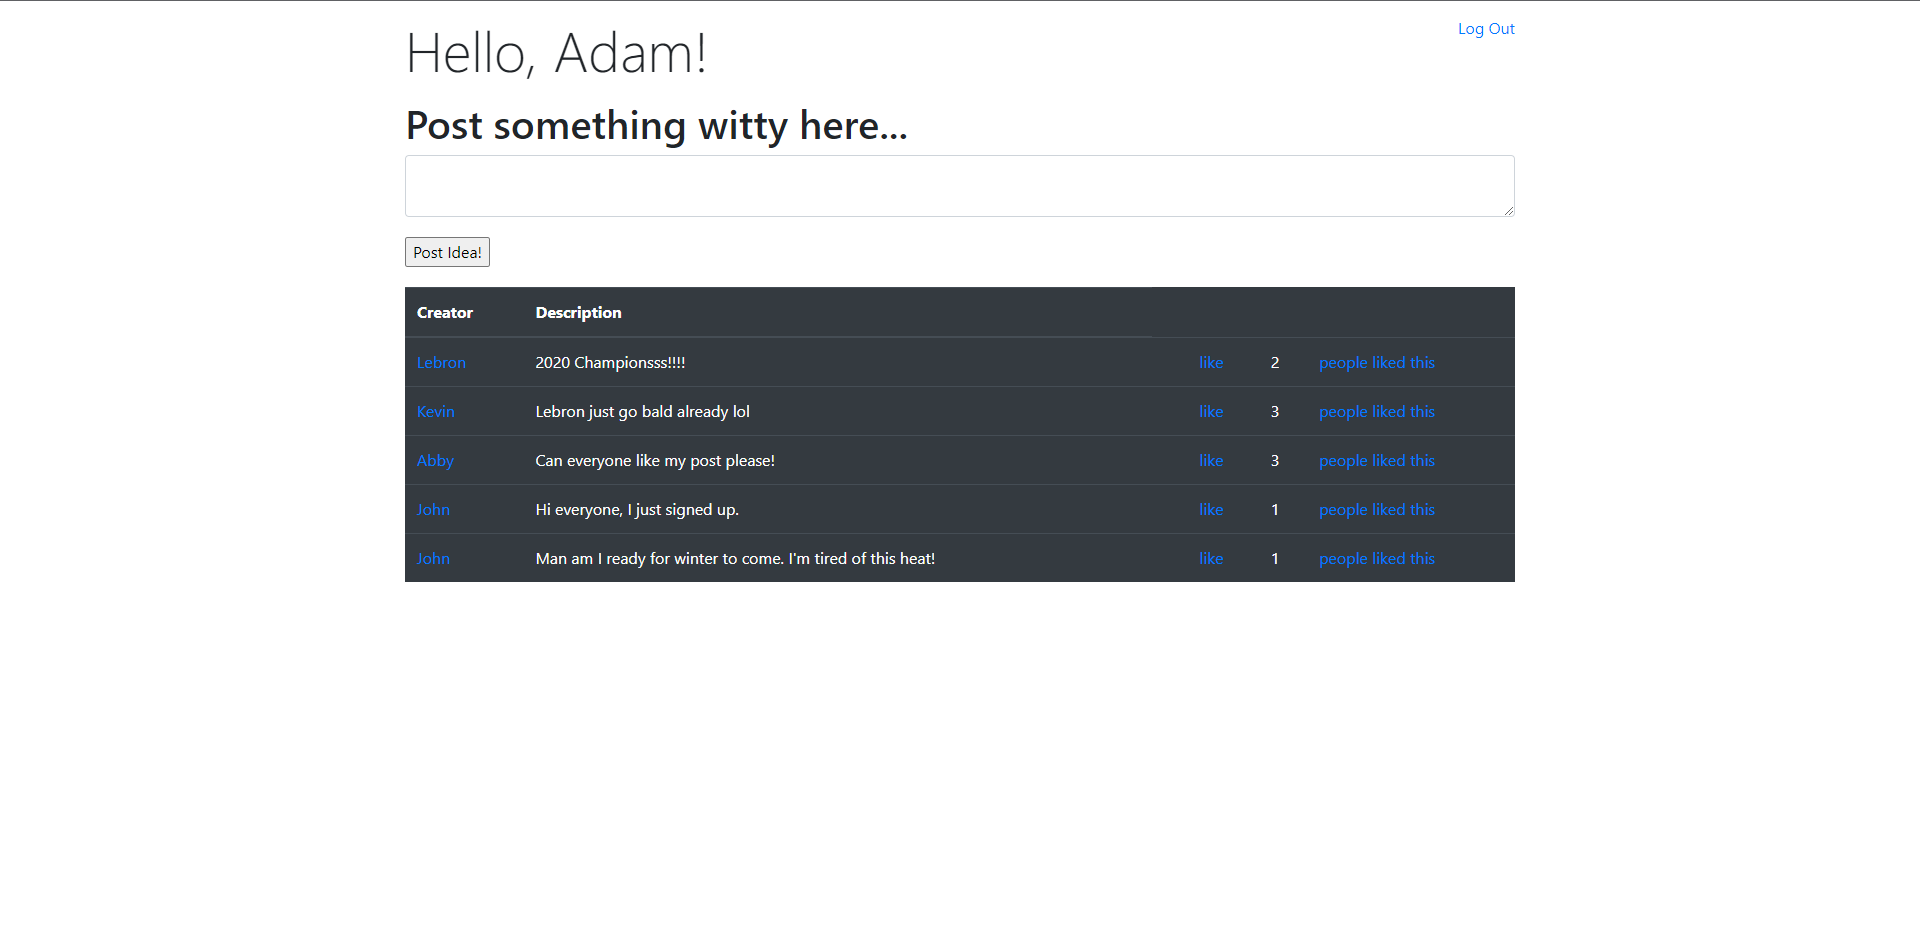 Log Out
Hello, Adam!
Post something witty here...
Post Idea!
Creator Description
Lebron 2020 Championsss!!!! like 2 people liked this
Kevin Lebron just go bald already lol like 3 people liked this
Abby Can everyone like my post please! like 3 people liked this
John Hi everyone, I just signed up. like 1 people liked this
John Man am I ready for winter to come. I'm tired of this heat! like 1 people liked this